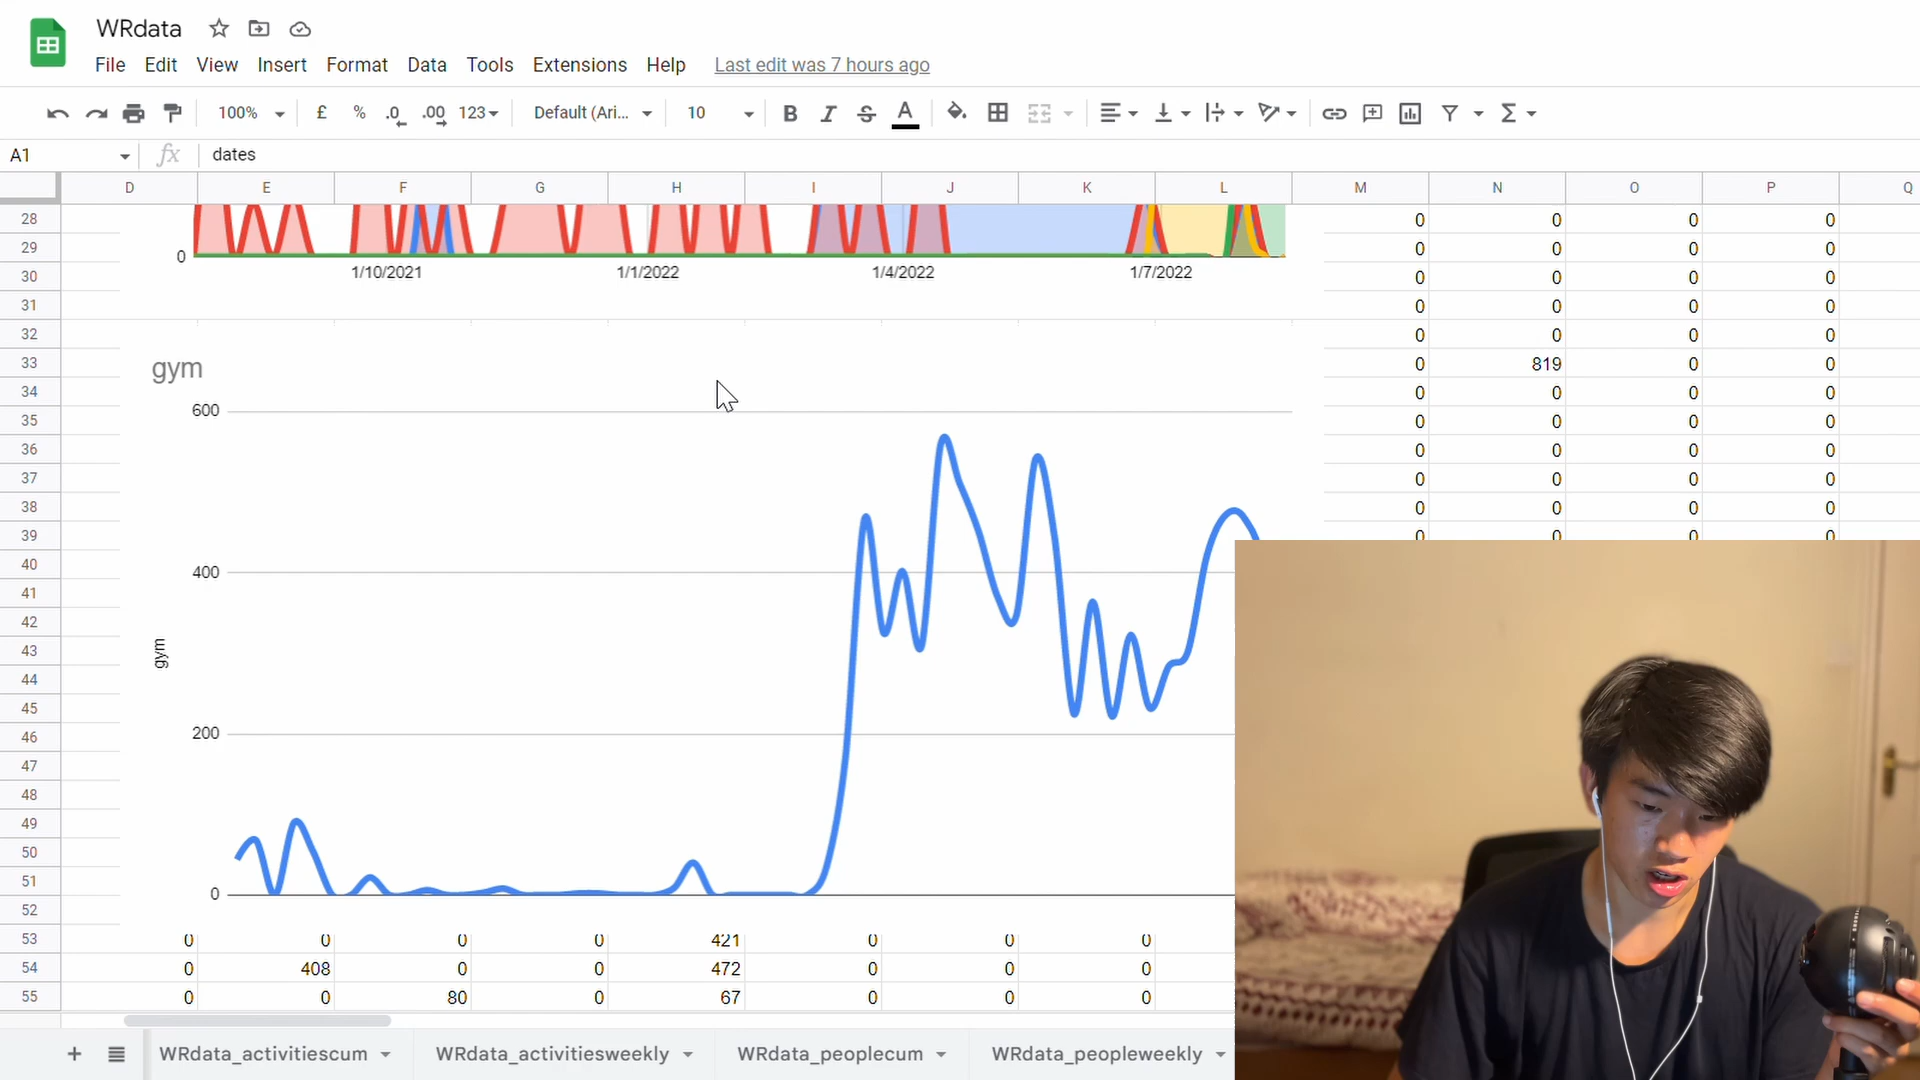 WRdata
File Edit View Insert Format Data Tools Extensions Help Last edit was 7 hours ago
100% £ % .0 .00 123 Default (Ari... 10 B I S A Σ
A1 fx dates
D E F G H I J K L M N O P Q
28 0 0 0 0
29 0 0 0 0 0
30 1/10/2021 1/1/2022 1/4/2022 1/7/2022 0 0 0 0
31 0 0 0 0
32 0 0 0 0
33 gym 0 819 0 0
34 0 0 0 0
35 600 0 0 0 0
36 0 0 0 0
37 0 0 0 0
38 0 0 0 0
39 0 0 0 0
40 400
41
42
43 gym
44
45
46 200
47
48
49
50
51 0
52
53 0 0 0 0 421 0 0 0
54 0 408 0 0 472 0 0 0
55 0 0 80 0 67 0 0 0
+ WRdata_activitiescum WRdata_activitiesweekly WRdata_peoplecum WRdata_peopleweekly